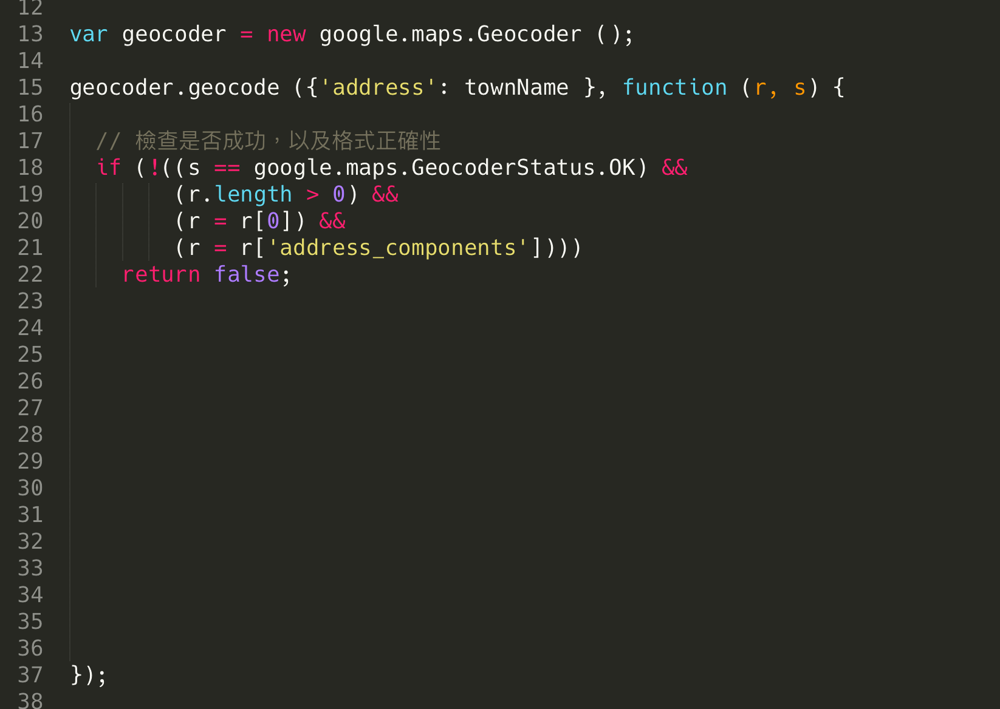 12
13 var geocoder = new google.maps.Geocoder ();
14
15 geocoder.geocode ({'address': townName }, function (r, s) {
16
17   // 檢查是否成功，以及格式正確性
18   if (!((s == google.maps.GeocoderStatus.OK) &&
19         (r.length > 0) &&
20         (r = r[0]) &&
21         (r = r['address_components'])))
22     return false;
23
24
25
26
27
28
29
30
31
32
33
34
35
36
37 });
38